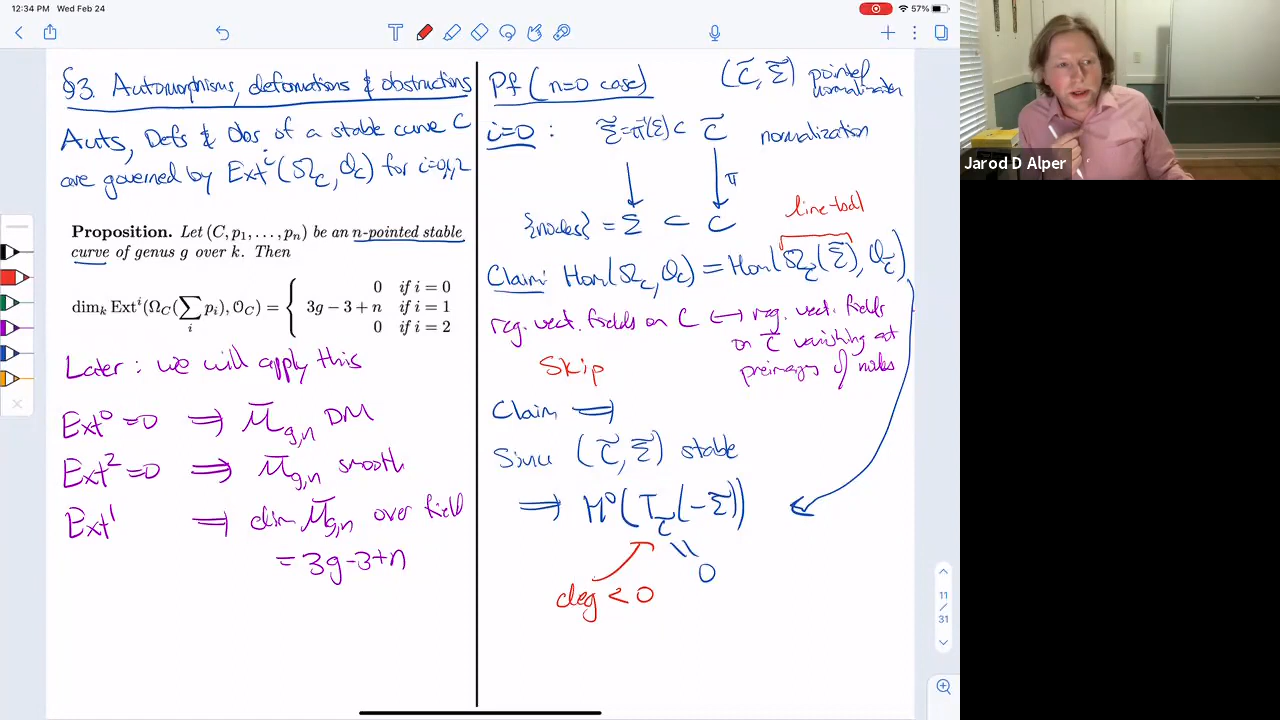 12:34 PM Wed Feb 24
57%
§3. Automorphisms, deformations & obstructions
Auts, Defs & Obs of a stable curve C
are governed by Ext^i(Ω_C, O_C) for i=0,1,2
Proposition. Let (C, p_1, . . . , p_n) be an n-pointed stable
curve of genus g over k. Then
dim_k Ext^i(Ω_C(∑_i p_i), O_C) = { 0 if i = 0
3g − 3 + n if i = 1
0 if i = 2
Later: we will apply this
Ext^0 = 0 ⟹ M̄_{g,n} DM
Ext^2 = 0 ⟹ M̄_{g,n} smooth
Ext^1 ⟹ dim M̄_{g,n} over field
= 3g-3+n
Pf (n=0 case)
(C̃, Σ̃) pointed
normalization
i=0: Σ̃ = π^{-1}(Σ) ⊂ C̃ normalization
π
{nodes} = Σ ⊂ C
line bdl
Claim: Hom(Ω_C, O_C) = Hom(Ω_C̃(Σ̃), O_C̃)
reg. vect. fields on C ⟷ reg. vect. fields
on C̃ vanishing at
preimages of nodes
Skip
Claim ⟹
Since (C̃, Σ̃) stable
⟹ H^0(T_C̃(-Σ̃))
= 0
deg < 0
11
/
31
Jarod D Alper